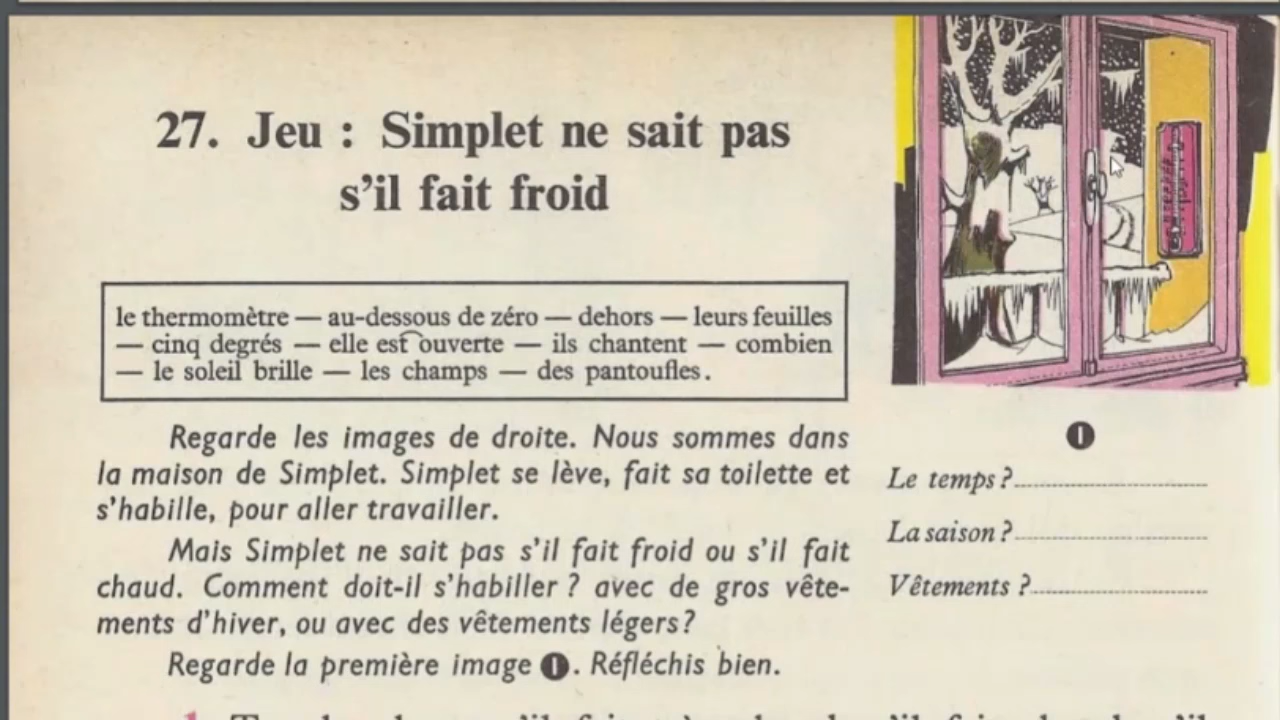 27. Jeu : Simplet ne sait pas
s'il fait froid
le thermomètre — au-dessous de zéro — dehors — leurs feuilles
— cinq degrés — elle est ouverte — ils chantent — combien
— le soleil brille — les champs — des pantoufles.
Regarde les images de droite. Nous sommes dans
la maison de Simplet. Simplet se lève, fait sa toilette et
s'habille, pour aller travailler.
Mais Simplet ne sait pas s'il fait froid ou s'il fait
chaud. Comment doit-il s'habiller ? avec de gros vête-
ments d'hiver, ou avec des vêtements légers ?
Regarde la première image 1. Réfléchis bien.
1
Le temps ?
La saison ?
Vêtements ?